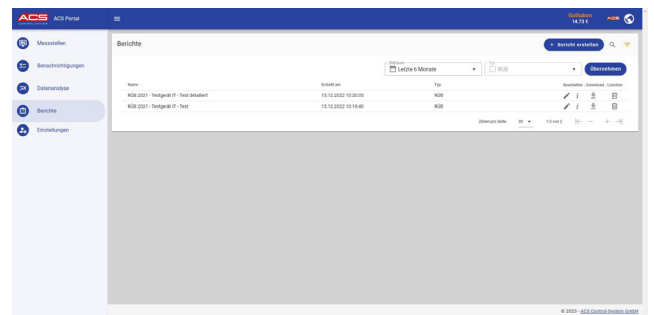 ACS
ACS Portal
Guthaben
14.73 €
ACS
Messstellen
Benachrichtigungen
Datenanalyse
Berichte
Einstellungen
Berichte
+ Bericht erstellen
Zeitraum
Letzte 6 Monate
Typ
RÜB
Übernehmen
Name Erstellt am Typ Bearbeiten - Download - Löschen
RÜB 2021 - Testgerät IT - Test detailliert 15.12.2022 10:20:03 RÜB
RÜB 2021 - Testgerät IT - Test 15.12.2022 10:19:40 RÜB
Zeilen pro Seite 1-2 von 2
© 2023 - ACS Control-System GmbH